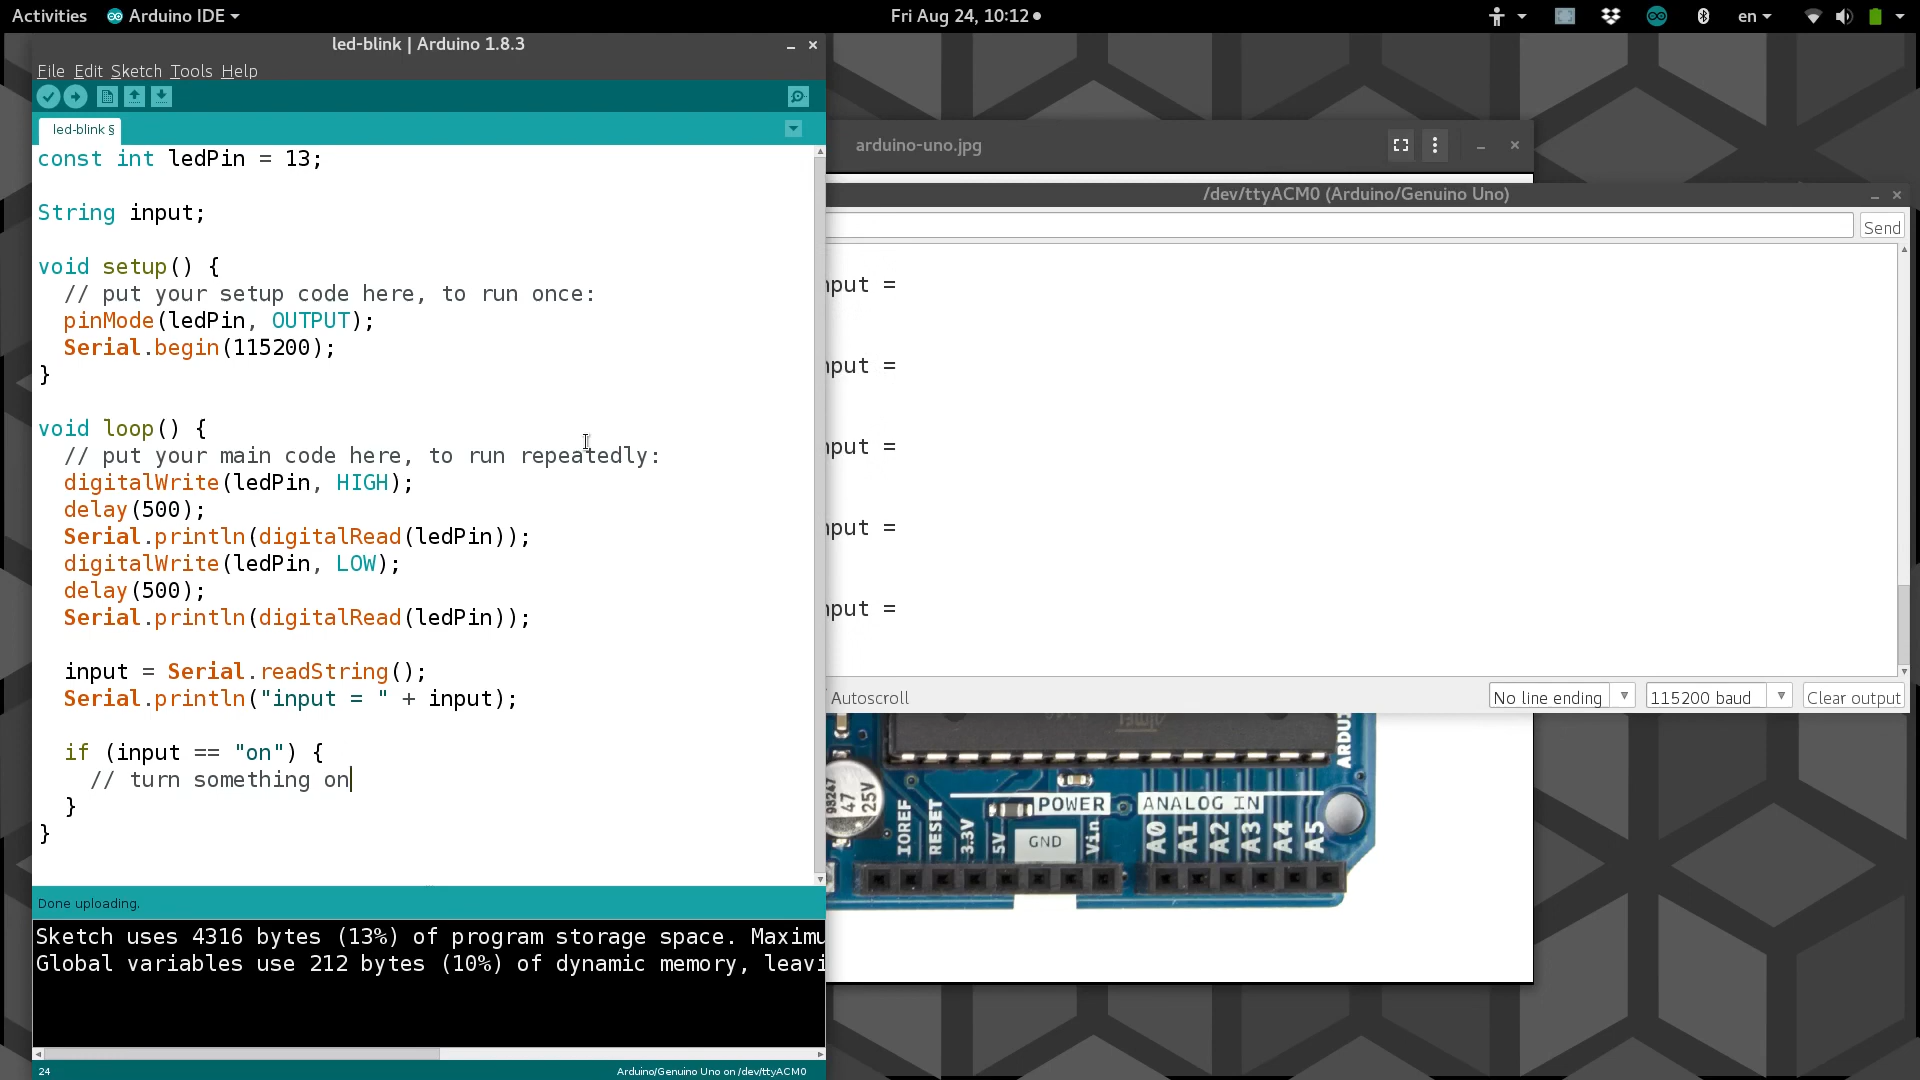 Activities Arduino IDE Fri Aug 24, 10:12 en
led-blink | Arduino 1.8.3
File Edit Sketch Tools Help
led-blink §
const int ledPin = 13;
String input;
void setup() {
// put your setup code here, to run once:
pinMode(ledPin, OUTPUT);
Serial.begin(115200);
}
void loop() {
// put your main code here, to run repeatedly:
digitalWrite(ledPin, HIGH);
delay(500);
Serial.println(digitalRead(ledPin));
digitalWrite(ledPin, LOW);
delay(500);
Serial.println(digitalRead(ledPin));
input = Serial.readString();
Serial.println("input = " + input);
if (input == "on") {
// turn something on
}
}
Done uploading.
Sketch uses 4316 bytes (13%) of program storage space. Maximu
Global variables use 212 bytes (10%) of dynamic memory, leavi
24 Arduino/Genuino Uno on /dev/ttyACM0
arduino-uno.jpg
/dev/ttyACM0 (Arduino/Genuino Uno)
Send
nput =
nput =
nput =
nput =
nput =
Autoscroll No line ending 115200 baud Clear output
ARDU
47
25V
POWER ANALOG IN
IOREF RESET 3.3V 5V GND Vin A0 A1 A2 A3 A4 A5